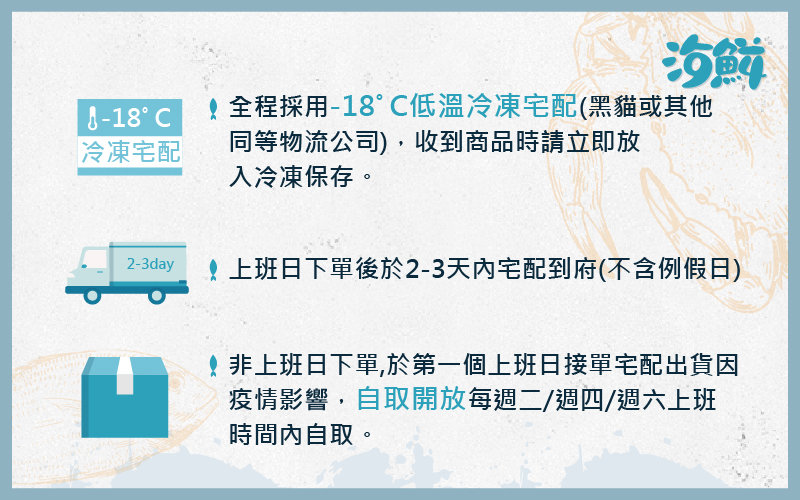 海鮮
-18°C
冷凍宅配
全程採用-18°C低溫冷凍宅配(黑貓或其他
同等物流公司)，收到商品時請立即放
入冷凍保存。
2-3day
上班日下單後於2-3天內宅配到府(不含例假日)
非上班日下單,於第一個上班日接單宅配出貨因
疫情影響，自取開放每週二/週四/週六上班
時間內自取。